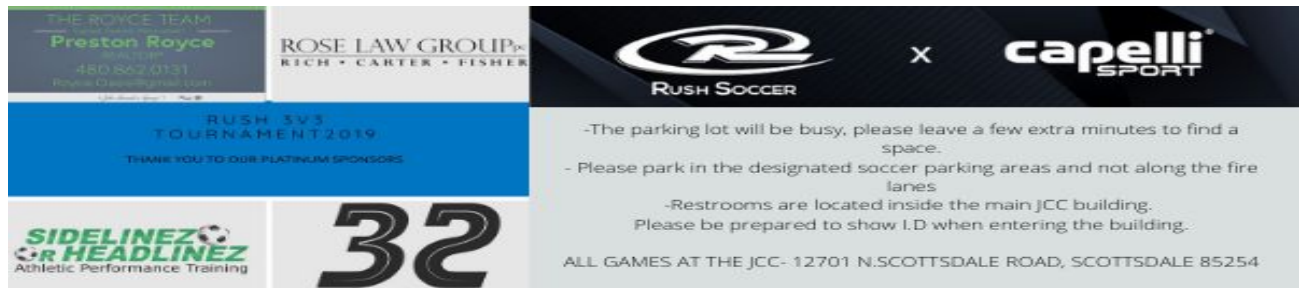 THE ROYCE TEAM
Preston Royce
REALTOR
480.862.0131
ROSE LAW GROUP pc
RICH • CARTER • FISHER
RUSH 3V3
TOURNAMENT2019
THANK YOU TO OUR PLATINUM SPONSORS
SIDELINEZ
OR HEADLINEZ
Athletic Performance Training
32
RUSH SOCCER
x
capelli
SPORT
-The parking lot will be busy, please leave a few extra minutes to find a
space.
- Please park in the designated soccer parking areas and not along the fire
lanes
-Restrooms are located inside the main JCC building.
Please be prepared to show I.D when entering the building.
ALL GAMES AT THE JCC- 12701 N.SCOTTSDALE ROAD, SCOTTSDALE 85254